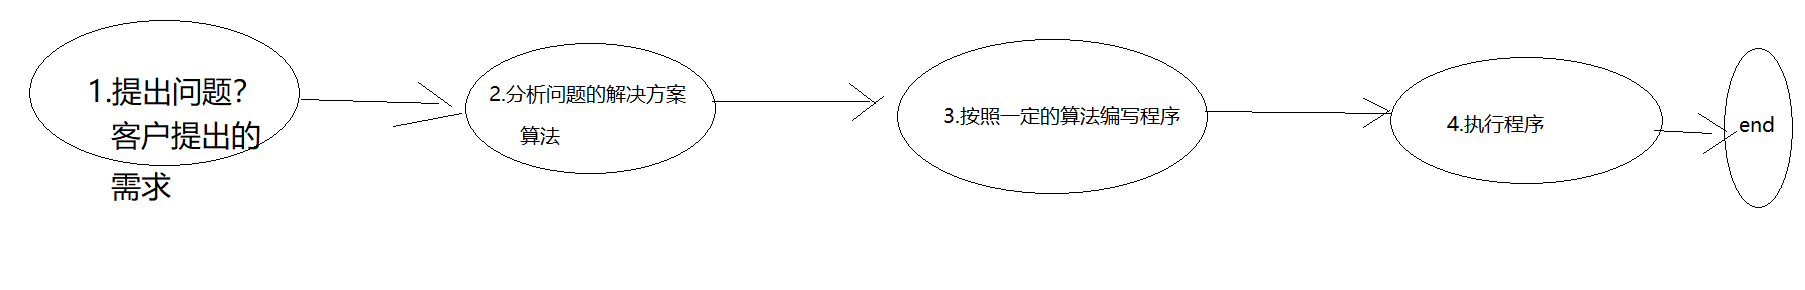 1.提出问题?
客户提出的
需求
2.分析问题的解决方案
算法
3.按照一定的算法编写程序
4.执行程序
end